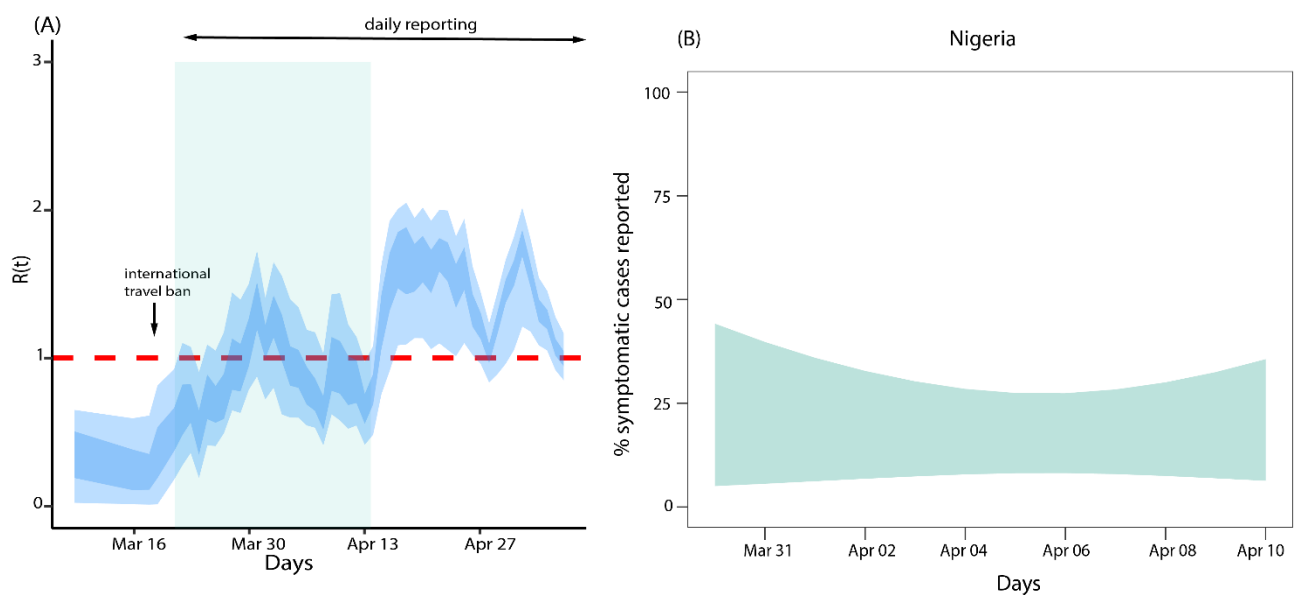 (A)
daily reporting
3
2
1
0
R(t)
international
travel ban
Mar 16
Mar 30
Apr 13
Apr 27
Days
(B)
Nigeria
100
75
50
25
0
% symptomatic cases reported
Mar 31
Apr 02
Apr 04
Apr 06
Apr 08
Apr 10
Days